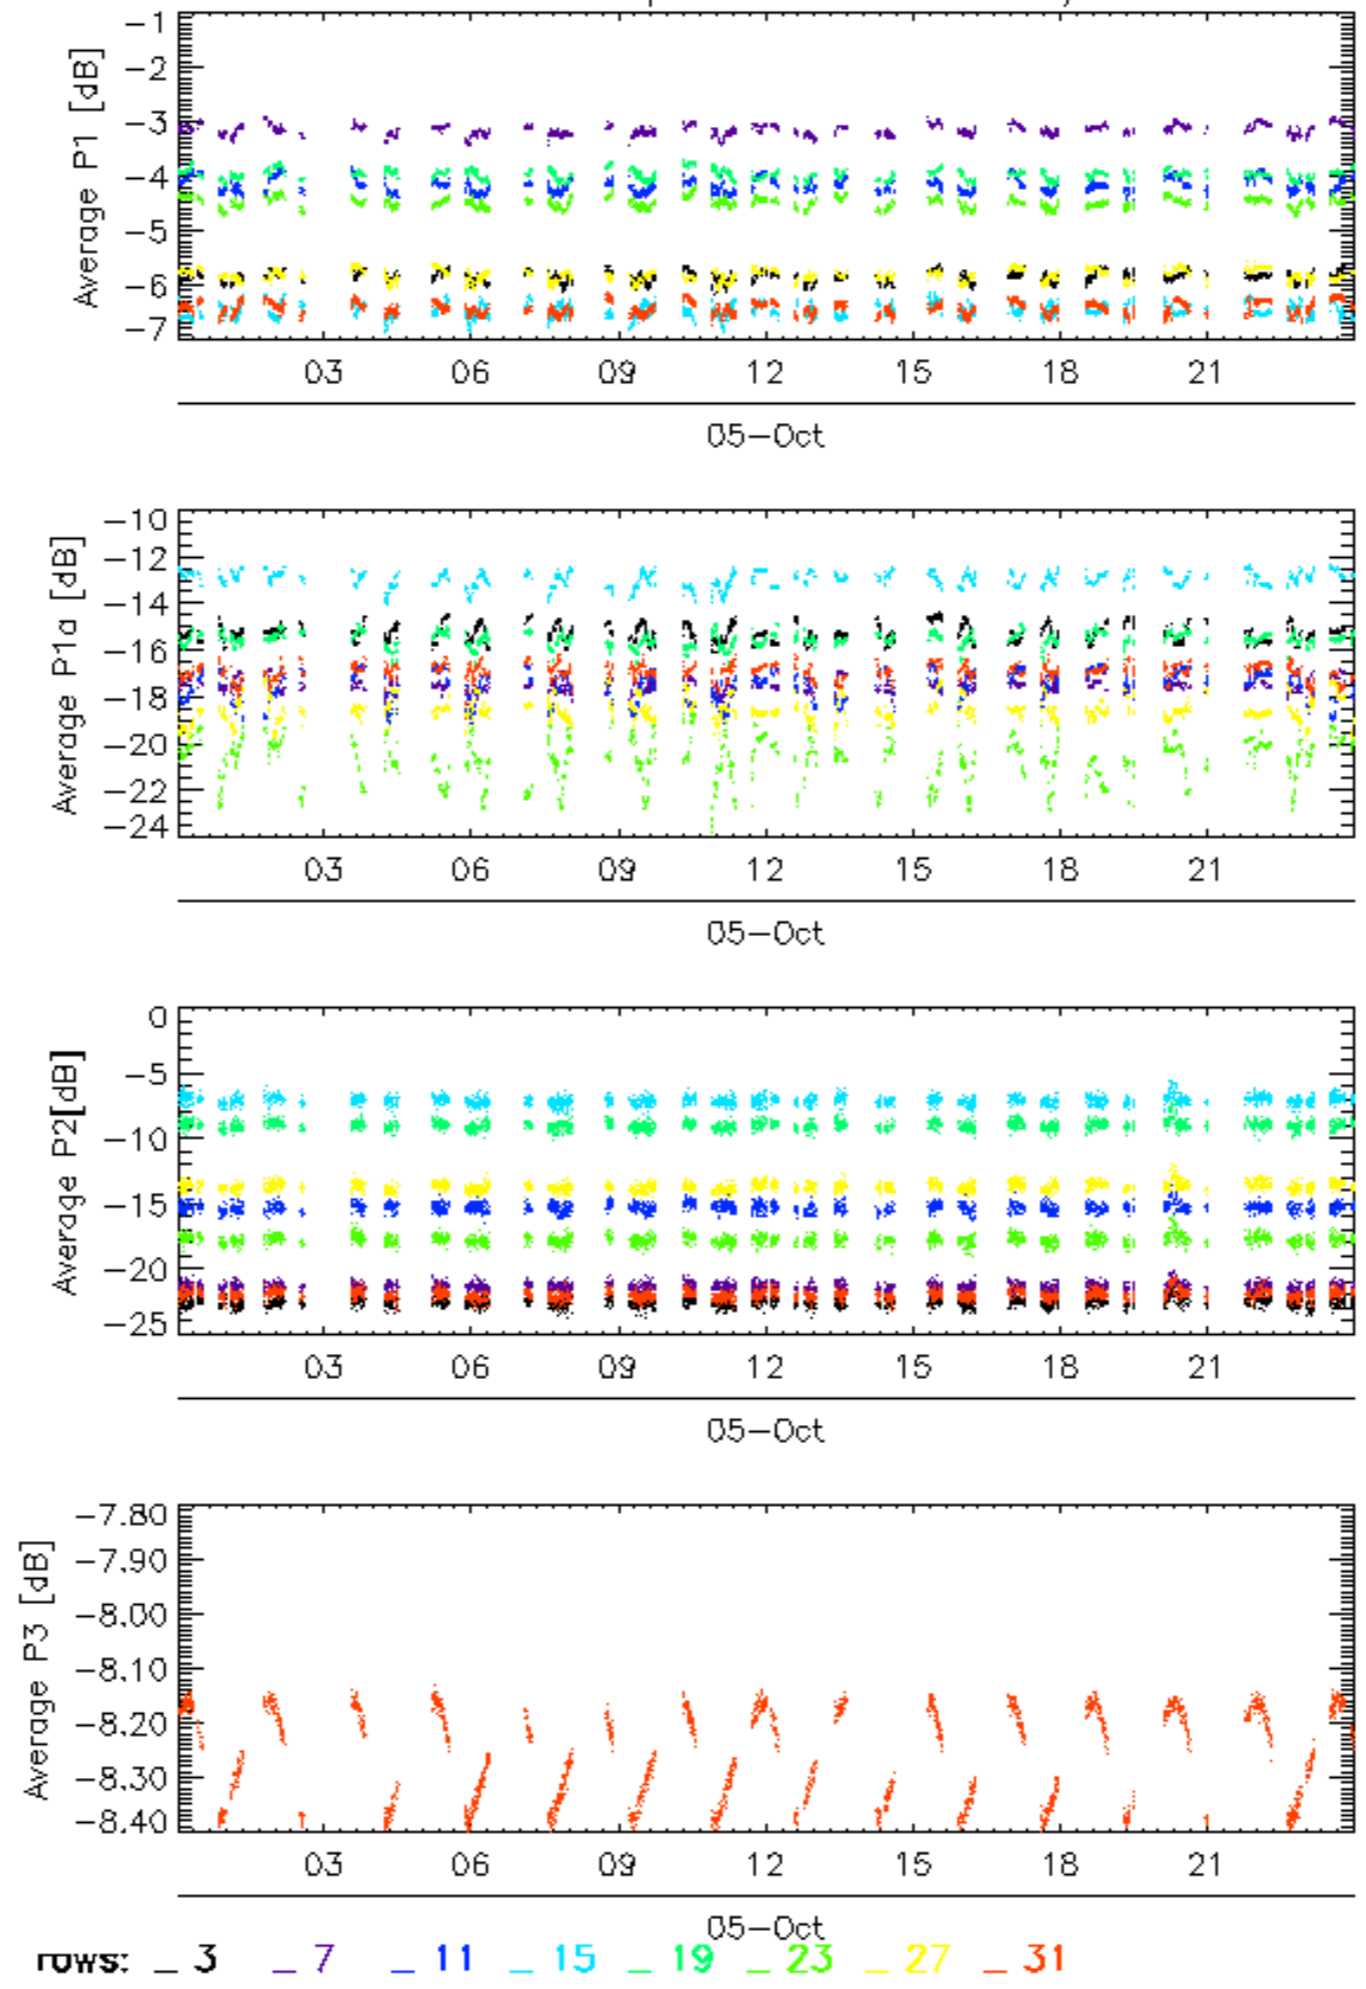 Average P1 [dB]
-1
-2
-3
-4
-5
-6
-7
03 06 09 12 15 18 21
05-Oct
Average P1a [dB]
-10
-12
-14
-16
-18
-20
-22
-24
03 06 09 12 15 18 21
05-Oct
Average P2[dB]
0
-5
-10
-15
-20
-25
03 06 09 12 15 18 21
05-Oct
Average P3 [dB]
-7.80
-7.90
-8.00
-8.10
-8.20
-8.30
-8.40
03 06 09 12 15 18 21
05-Oct
rows: _ 3 _ 7 _ 11 _ 15 _ 19 _ 23 _ 27 _ 31